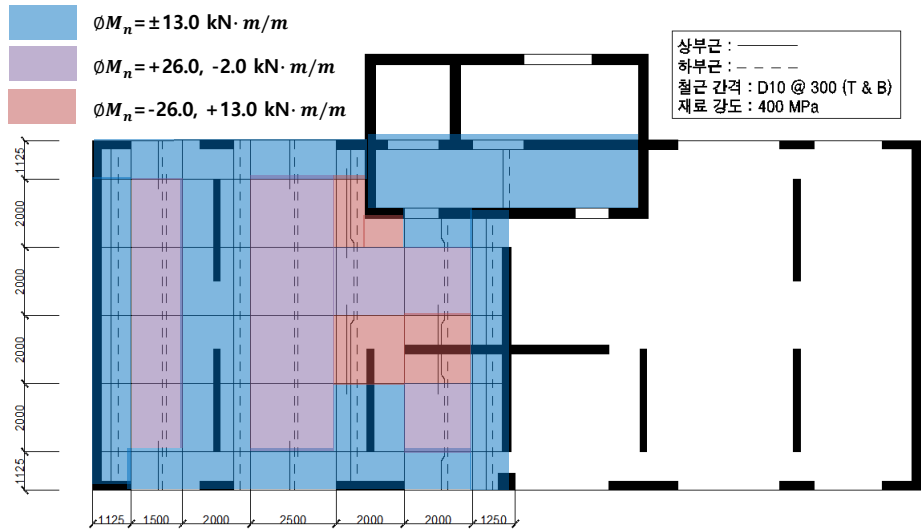 ∅Mₙ= ±13.0 kN· m/m
∅Mₙ= +26.0, -2.0 kN· m/m
∅Mₙ= -26.0, +13.0 kN· m/m
상부근 : ————
하부근 : – – – –
철근 간격 : D10 @ 300 (T & B)
재료 강도 : 400 MPa
1125
2000
2000
2000
2000
1125
1125
1500
2000
2500
2000
2000
1250